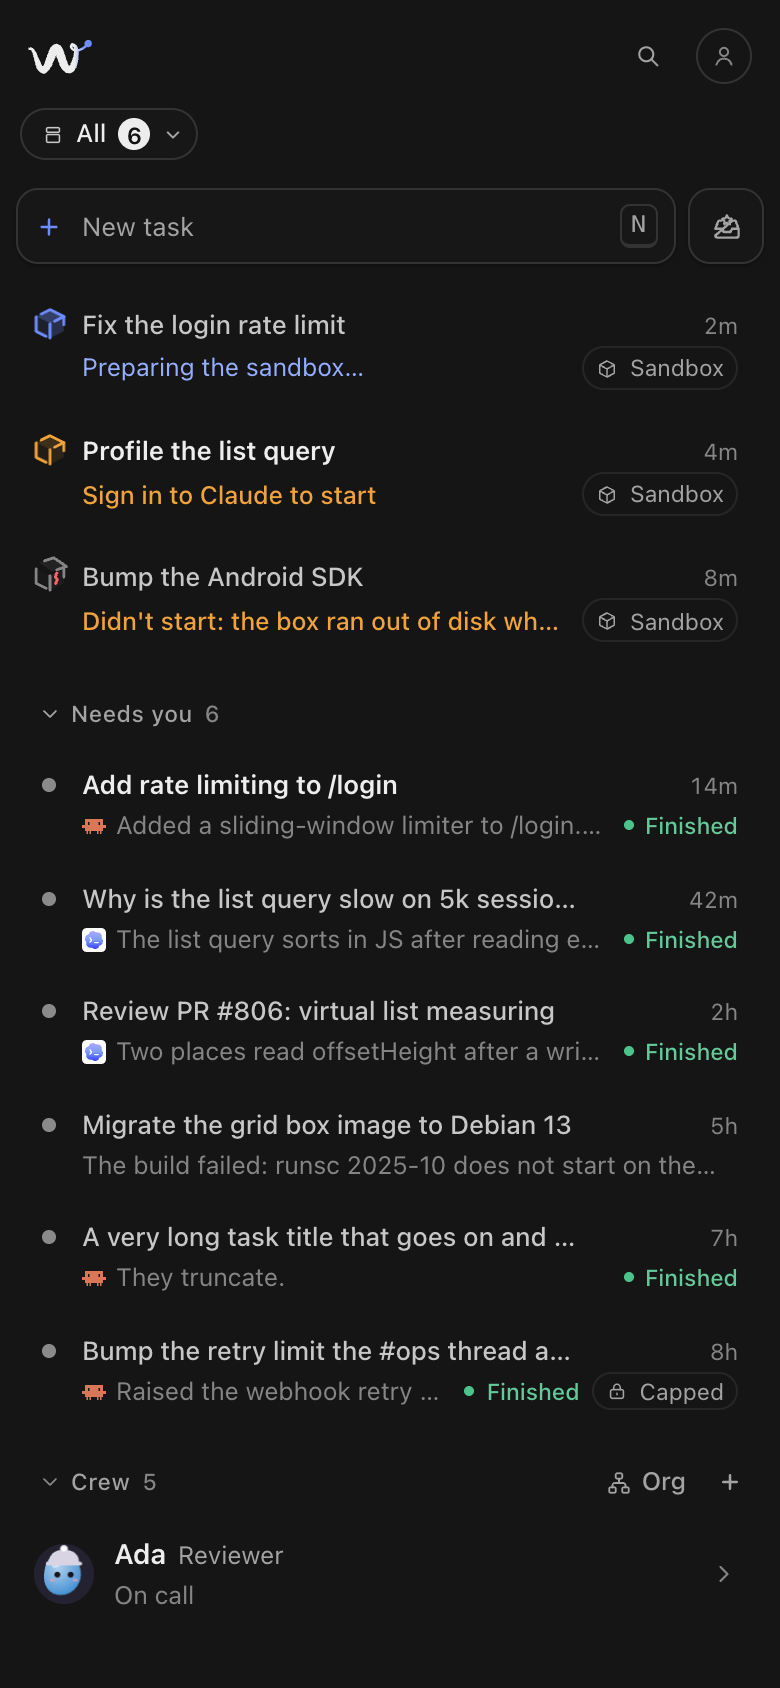 All 6
New task N
Fix the login rate limit 2m
Preparing the sandbox... Sandbox
Profile the list query 4m
Sign in to Claude to start Sandbox
Bump the Android SDK 8m
Didn't start: the box ran out of disk wh... Sandbox
Needs you 6
Add rate limiting to /login 14m
Added a sliding-window limiter to /login.... Finished
Why is the list query slow on 5k sessio... 42m
The list query sorts in JS after reading e... Finished
Review PR #806: virtual list measuring 2h
Two places read offsetHeight after a wri... Finished
Migrate the grid box image to Debian 13 5h
The build failed: runsc 2025-10 does not start on the...
A very long task title that goes on and ... 7h
They truncate. Finished
Bump the retry limit the #ops thread a... 8h
Raised the webhook retry ... Finished Capped
Crew 5 Org
Ada Reviewer
On call